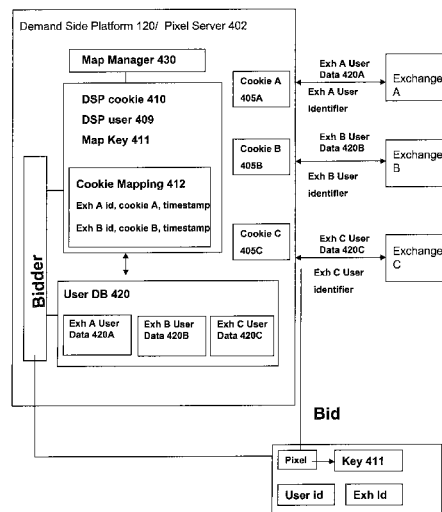 Demand Side Platform 120/ Pixel Server 402
Map Manager 430
DSP cookie 410
DSP user 409
Map Key 411
Cookie Mapping 412
Exh A id, cookie A, timestamp
Exh B id, cookie B, timestamp
Cookie A
405A
Cookie B
405B
Cookie C
405C
Exh A User
Data 420A
Exh A User
Identifier
Exchange
A
Exh B User
Data 420B
Exh B User
identifier
Exchange
B
Exh C User
Data 420C
Exh C User
identifier
Exchange
C
Bidder
User DB 420
Exh A User
Data 420A
Exh B User
Data 420B
Exh C User
Data 420C
Bid
Pixel
Key 411
User id
Exh Id